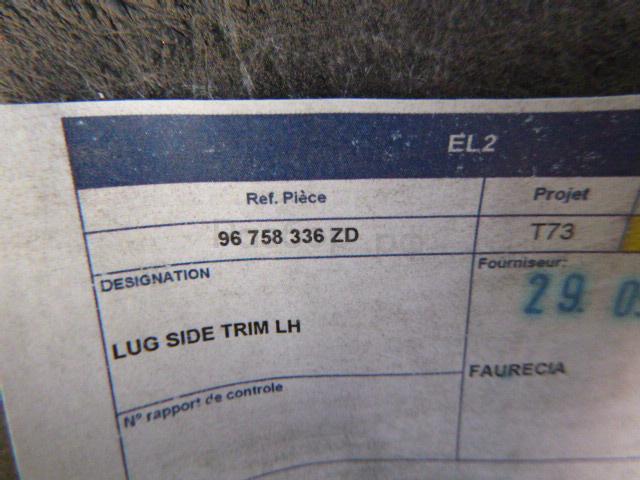 EL2
Ref. Pièce
Projet
96 758 336 ZD
T73
DESIGNATION
Fournisseur:
29. 0
LUG SIDE TRIM LH
FAURECIA
N° rapport de controle